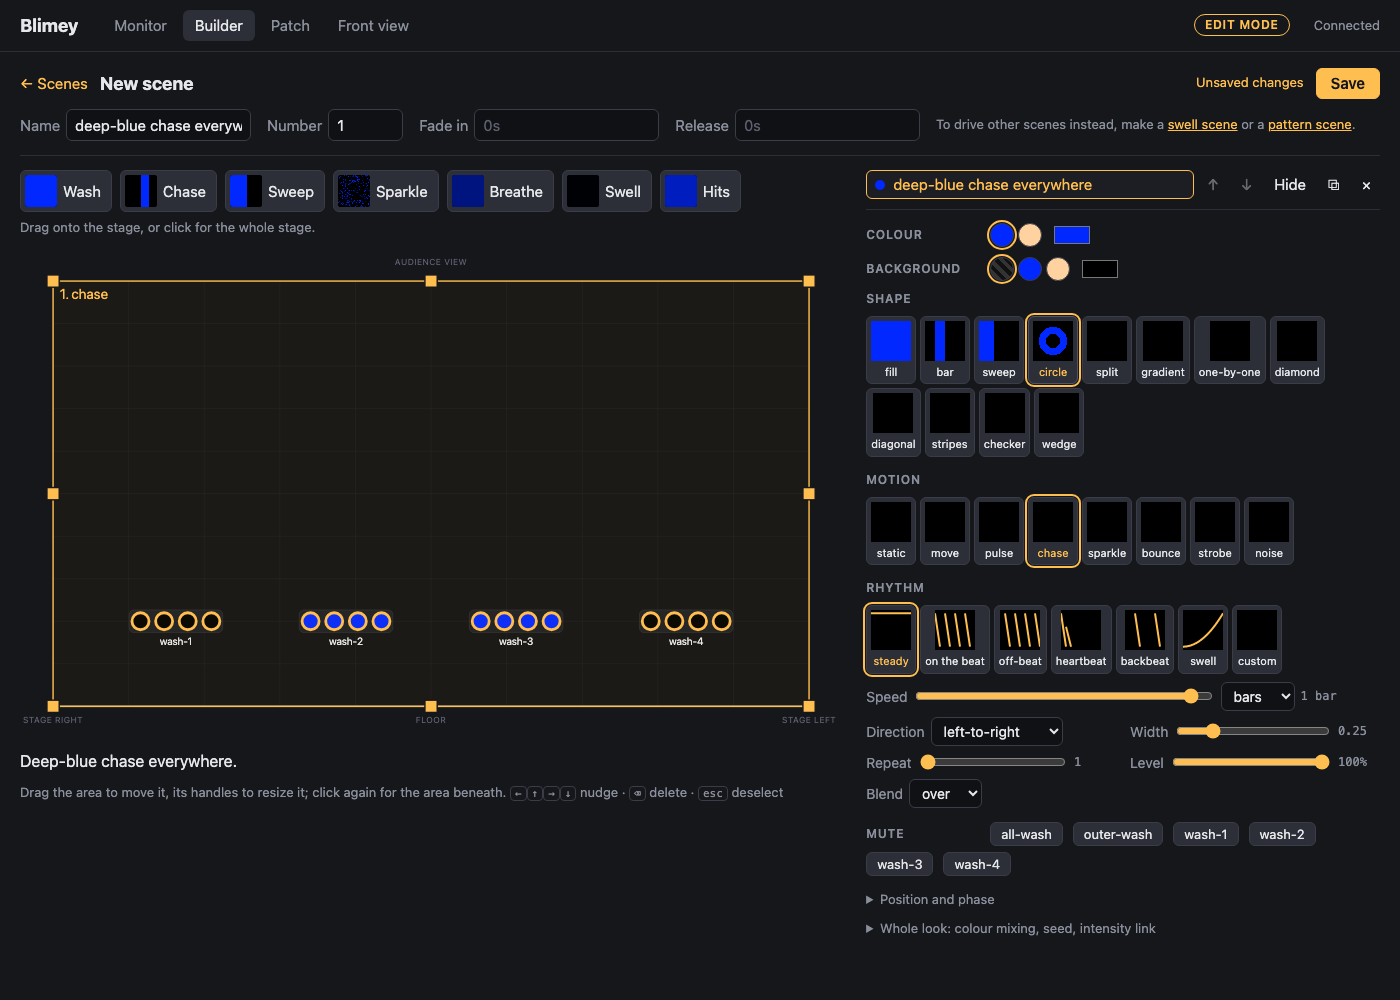 Blimey Monitor Builder Patch Front view EDIT MODE Connected
← Scenes New scene Unsaved changes Save
Name deep-blue chase everyw Number 1 Fade in 0s Release 0s To drive other scenes instead, make a swell scene or a pattern scene.
Wash Chase Sweep Sparkle Breathe Swell Hits
Drag onto the stage, or click for the whole stage.
AUDIENCE VIEW
1. chase
wash-1 wash-2 wash-3 wash-4
STAGE RIGHT FLOOR STAGE LEFT
Deep-blue chase everywhere.
Drag the area to move it, its handles to resize it; click again for the area beneath. ← ↑ → ↓ nudge · ⌫ delete · esc deselect
deep-blue chase everywhere ↑ ↓ Hide ×
COLOUR
BACKGROUND
SHAPE
fill bar sweep circle split gradient one-by-one diamond
diagonal stripes checker wedge
MOTION
static move pulse chase sparkle bounce strobe noise
RHYTHM
steady on the beat off-beat heartbeat backbeat swell custom
Speed bars 1 bar
Direction left-to-right Width 0.25
Repeat 1 Level 100%
Blend over
MUTE all-wash outer-wash wash-1 wash-2
wash-3 wash-4
▶ Position and phase
▶ Whole look: colour mixing, seed, intensity link